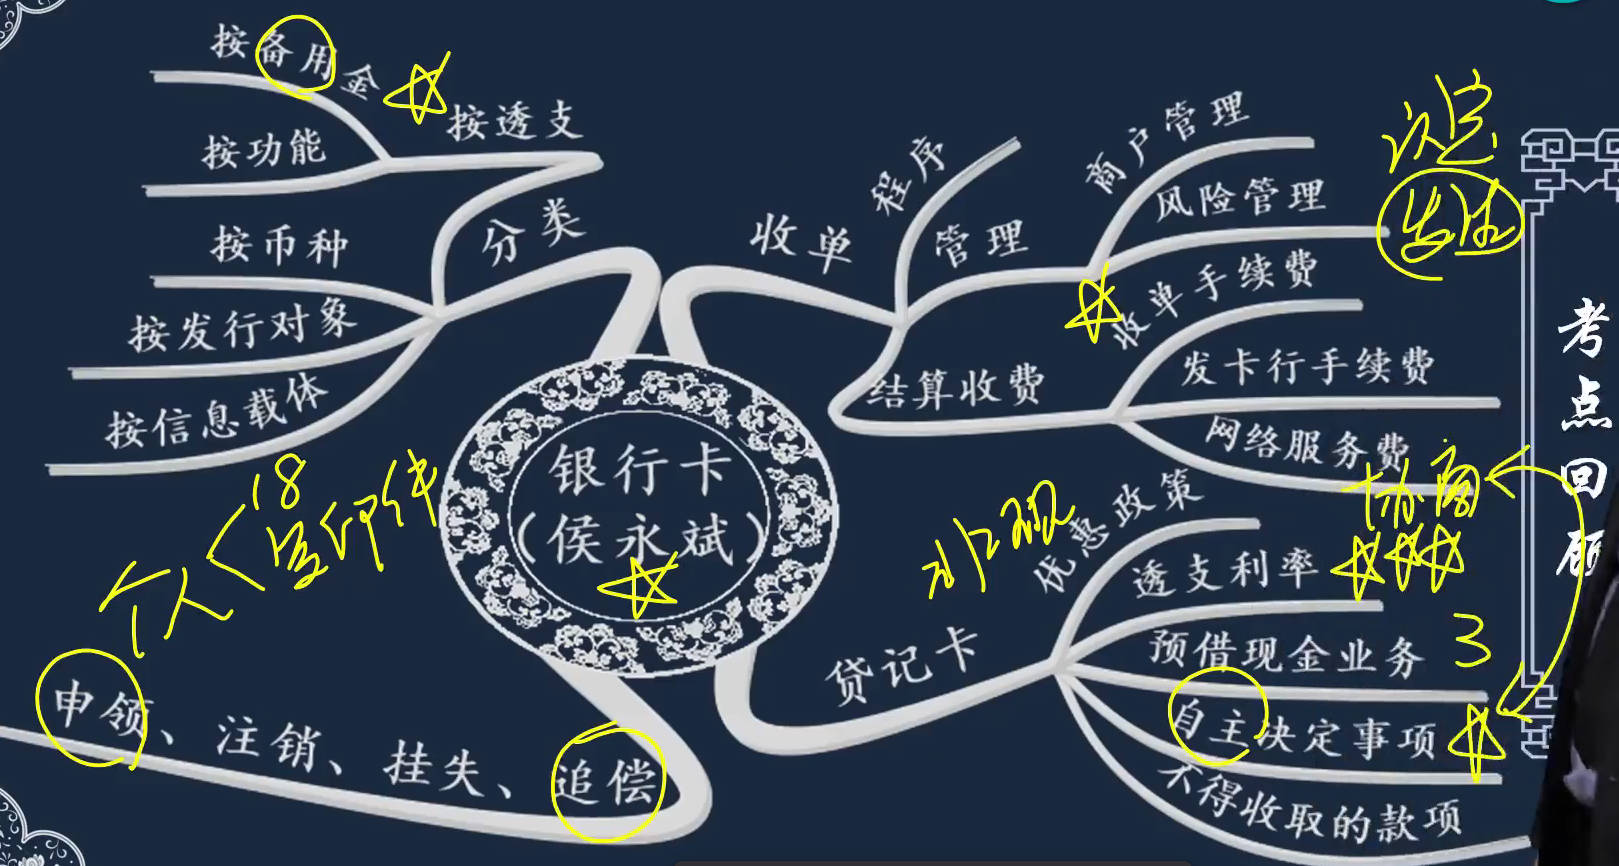 按备用金
按透支
按功能
分类
按币种
按发行对象
按信息载体
收单
程序
管理
商户管理
风险管理
结算收费
收单手续费
发卡行手续费
网络服务费
银行卡
(侯永斌)
贷记卡
优惠政策
透支利率
预借现金业务
3
自主决定事项
不得收取的款项
申领、注销、挂失、追偿
个人
18
复印件
协商
考点回顾